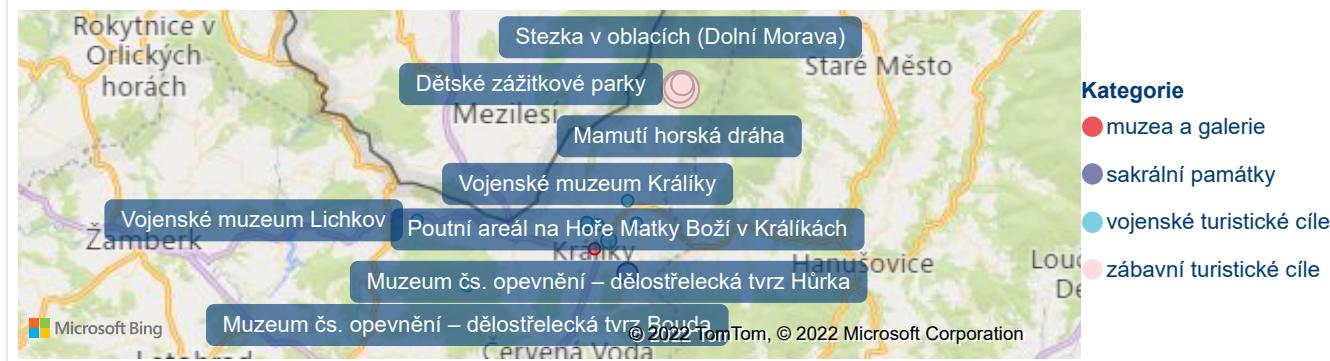 Rokytnice v
Orlických
horách
Stezka v oblacích (Dolní Morava)
Staré Město
Dětské zážitkové parky
Mezilesí
Mamutí horská dráha
Vojenské muzeum Králíky
Vojenské muzeum Lichkov
Poutní areál na Hoře Matky Boží v Králíkách
Žamberk
Králíky
Hanušovice
Muzeum čs. opevnění – dělostřelecká tvrz Hůrka
Muzeum čs. opevnění – dělostřelecká tvrz Bouda
Microsoft Bing
© 2022 TomTom, © 2022 Microsoft Corporation
Červená Voda
Kategorie
muzea a galerie
sakrální památky
vojenské turistické cíle
zábavní turistické cíle